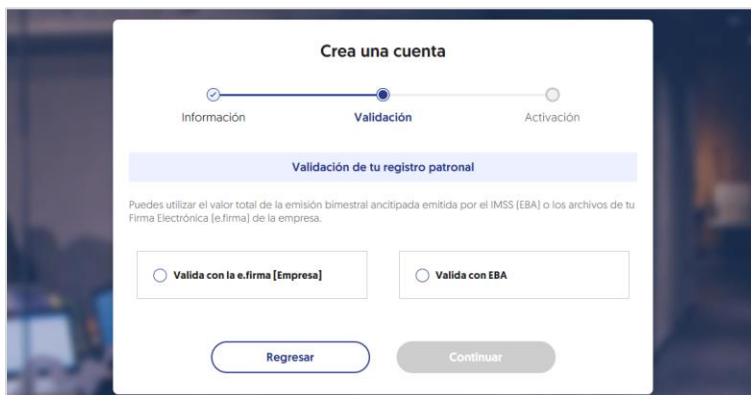 Crea una cuenta
Información
Validación
Activación
Validación de tu registro patronal
Puedes utilizar el valor total de la emisión bimestral ancitipada emitida por el IMSS (EBA) o los archivos de tu
Firma Electrónica (e.firma) de la empresa.
Valida con la e.firma [Empresa]
Valida con EBA
Regresar
Continuar